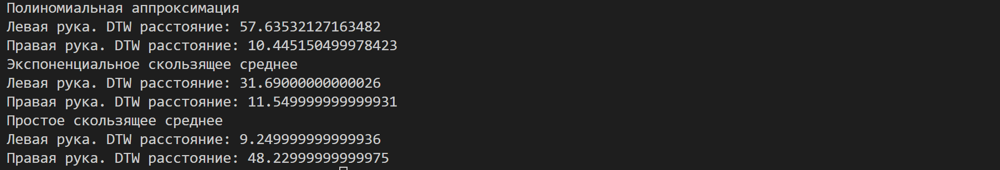 Полиномиальная аппроксимация
Левая рука. DTW расстояние: 57.63532127163482
Правая рука. DTW расстояние: 10.445150499978423
Экспоненциальное скользящее среднее
Левая рука. DTW расстояние: 31.69000000000026
Правая рука. DTW расстояние: 11.549999999999931
Простое скользящее среднее
Левая рука. DTW расстояние: 9.249999999999936
Правая рука. DTW расстояние: 48.22999999999975